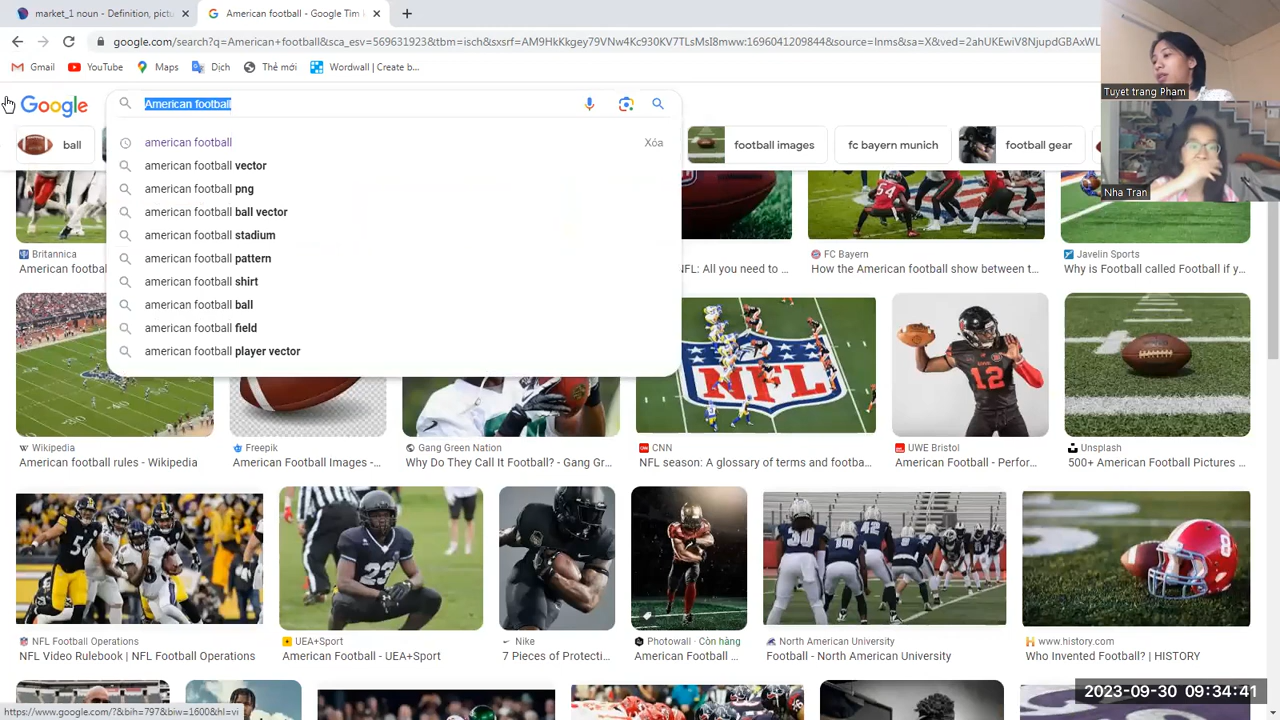 market_1 noun - Definition, pictu
American football - Google Tìm
google.com/search?q=American+football&sca_esv=569631923&tbm=isch&sxsrf=AM9HkKkgey79VNw4Kc930KV7TLsMsI8mww:1696041209844&source=lnms&sa=X&ved=2ahUKEwiV8NjupdGBAxWL
Gmail
YouTube
Maps
Dịch
Thẻ mới
Wordwall | Create b...
Tuyet trang Pham
Nha Tran
Google
American football
ball
football images
fc bayern munich
football gear
american football
Xóa
american football vector
american football png
american football ball vector
american football stadium
american football pattern
american football shirt
american football ball
american football field
american football player vector
Britannica
American footba
NFL: All you need to ...
FC Bayern
How the American football show between t...
Javelin Sports
Why is Football called Football if y...
NFL
12
Wikipedia
American football rules - Wikipedia
Freepik
American Football Images -...
Gang Green Nation
Why Do They Call It Football? - Gang Gr...
CNN
NFL season: A glossary of terms and footba...
UWE Bristol
American Football - Perfor...
Unsplash
500+ American Football Pictures ...
23
30
10
42
8
NFL Football Operations
NFL Video Rulebook | NFL Football Operations
UEA+Sport
American Football - UEA+Sport
Nike
7 Pieces of Protecti...
Photowall · Còn hàng
American Football ...
North American University
Football - North American University
www.history.com
Who Invented Football? | HISTORY
2023-09-30 09:34:41
https://www.google.com/?&bih=797&biw=1600&hl=vi